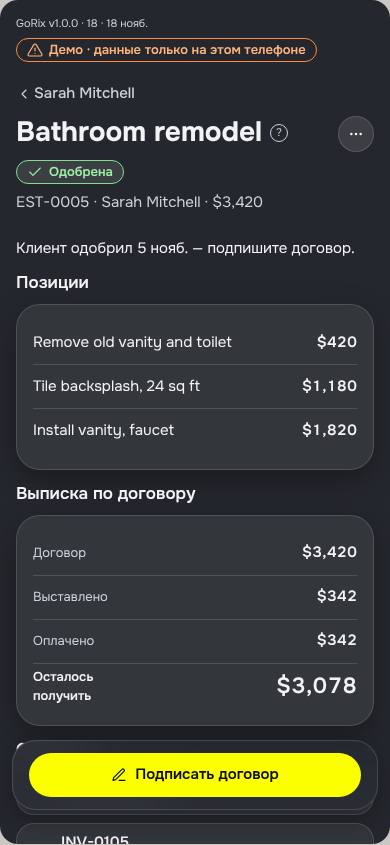 GoRix v1.0.0 · 18 · 18 нояб.
Демо · данные только на этом телефоне
Sarah Mitchell
Bathroom remodel ?
Одобрена
EST-0005 · Sarah Mitchell · $3,420
Клиент одобрил 5 нояб. — подпишите договор.
Позиции
Remove old vanity and toilet $420
Tile backsplash, 24 sq ft $1,180
Install vanity, faucet $1,820
Выписка по договору
Договор $3,420
Выставлено $342
Оплачено $342
Осталось
получить $3,078
Подписать договор
INV-0105